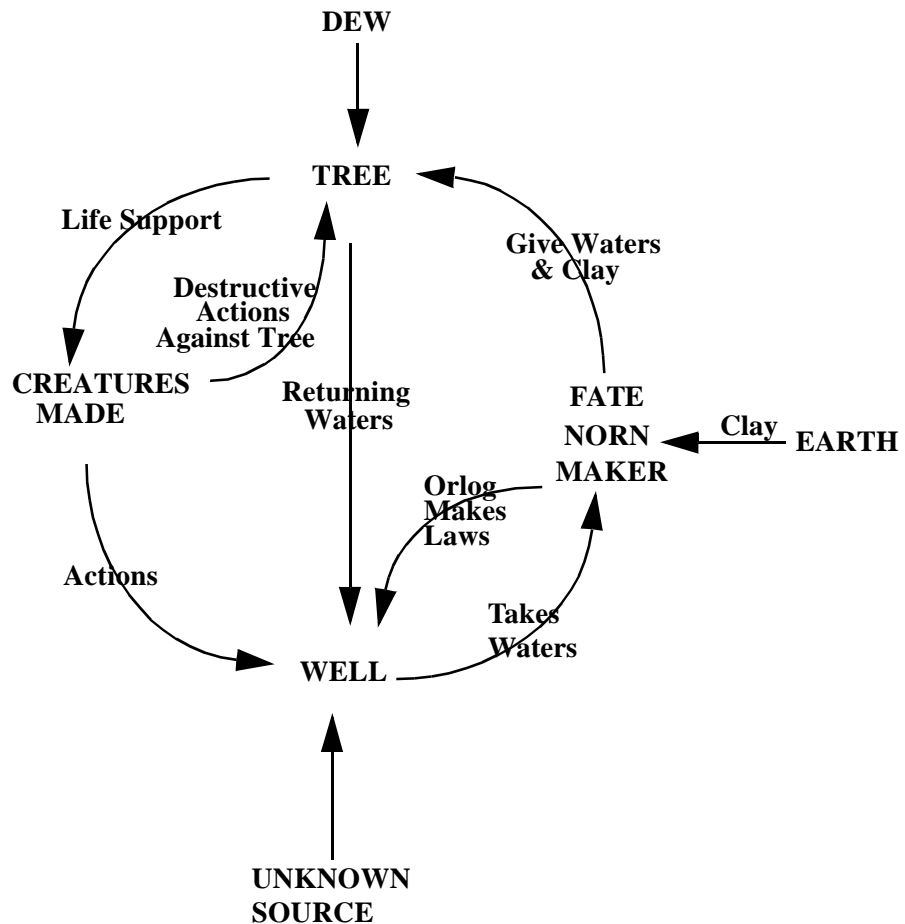 DEW
TREE
Life Support
Give Waters
& Clay
Destructive
Actions
Against Tree
CREATURES
MADE
Returning
Waters
FATE
NORN
MAKER
Clay
EARTH
Orlog
Makes
Laws
Actions
Takes
Waters
WELL
UNKNOWN
SOURCE